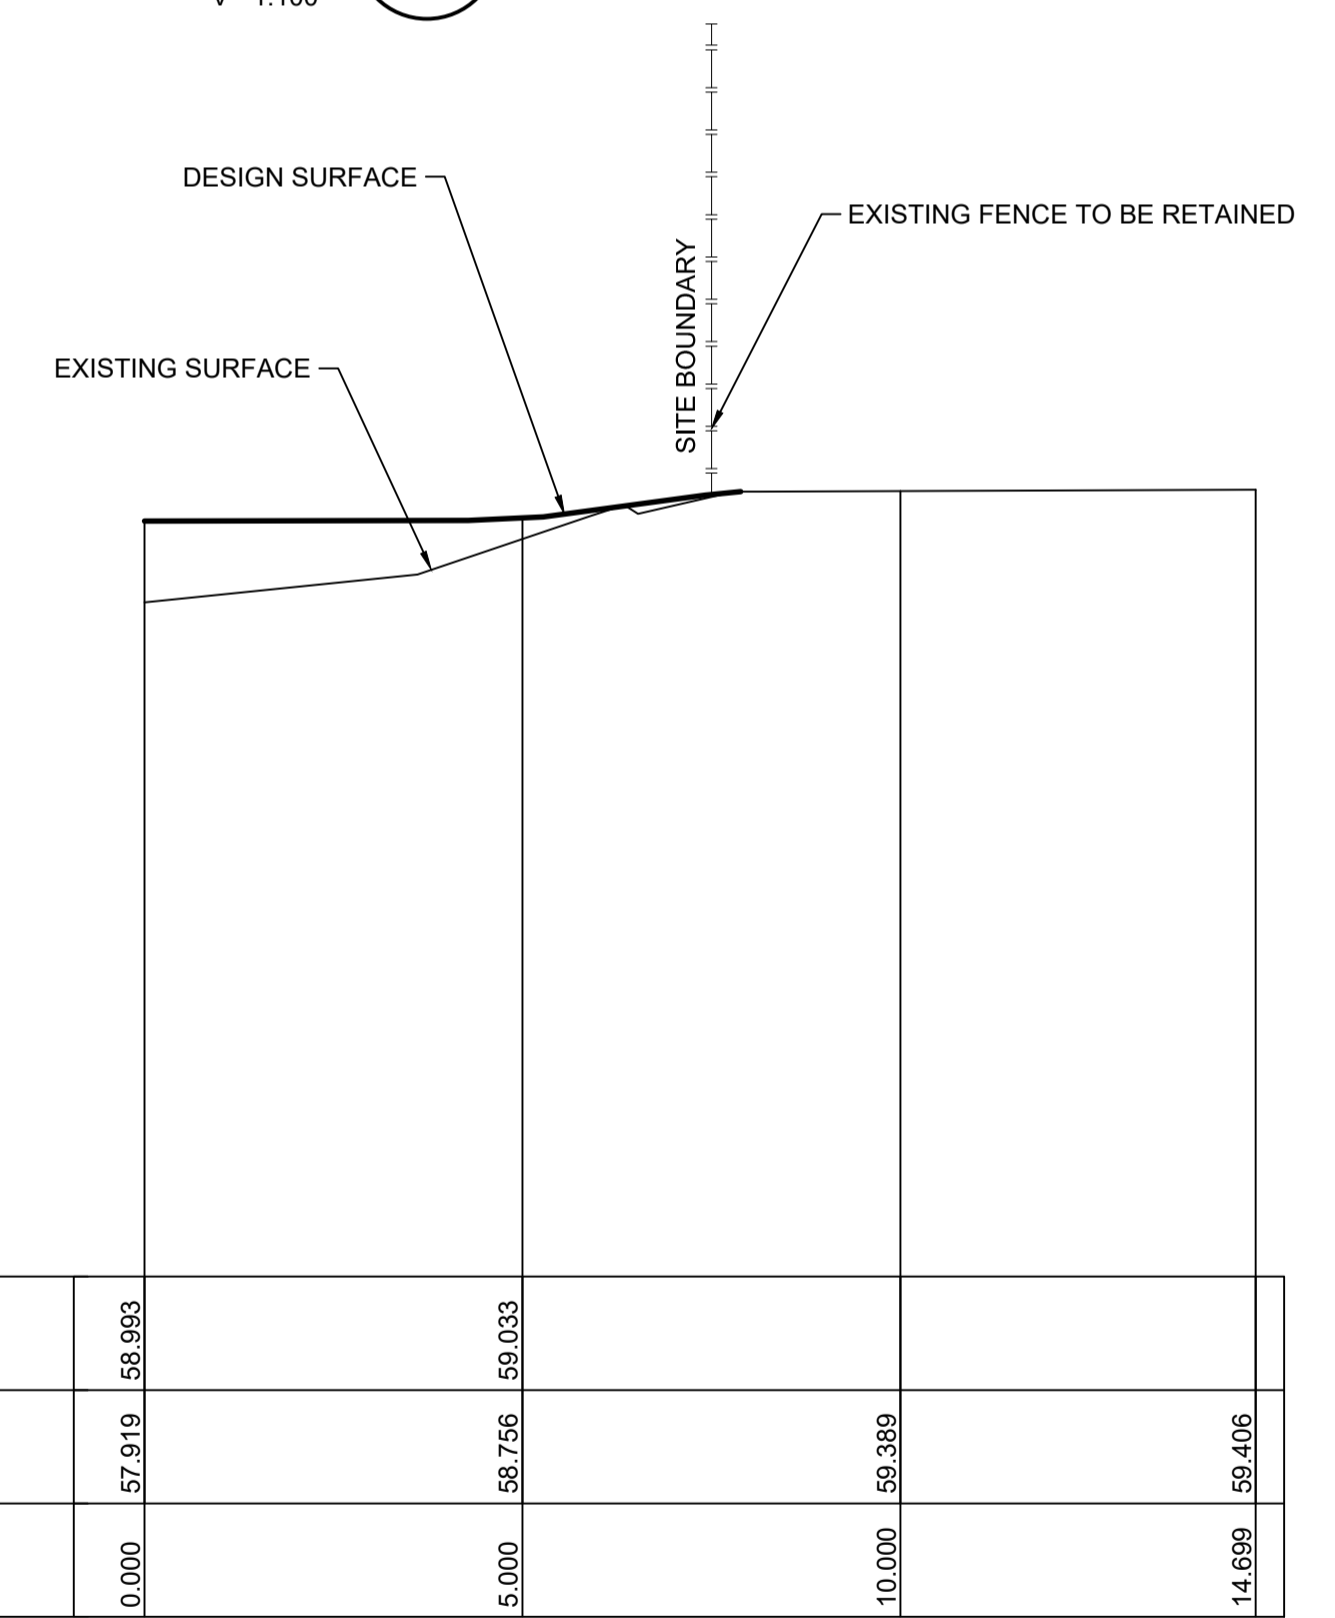 DESIGN SURFACE
EXISTING FENCE TO BE RETAINED
SITE BOUNDARY
EXISTING SURFACE
58.993 59.033
57.919 58.756 59.389 59.406
0.000 5.000 10.000 14.699